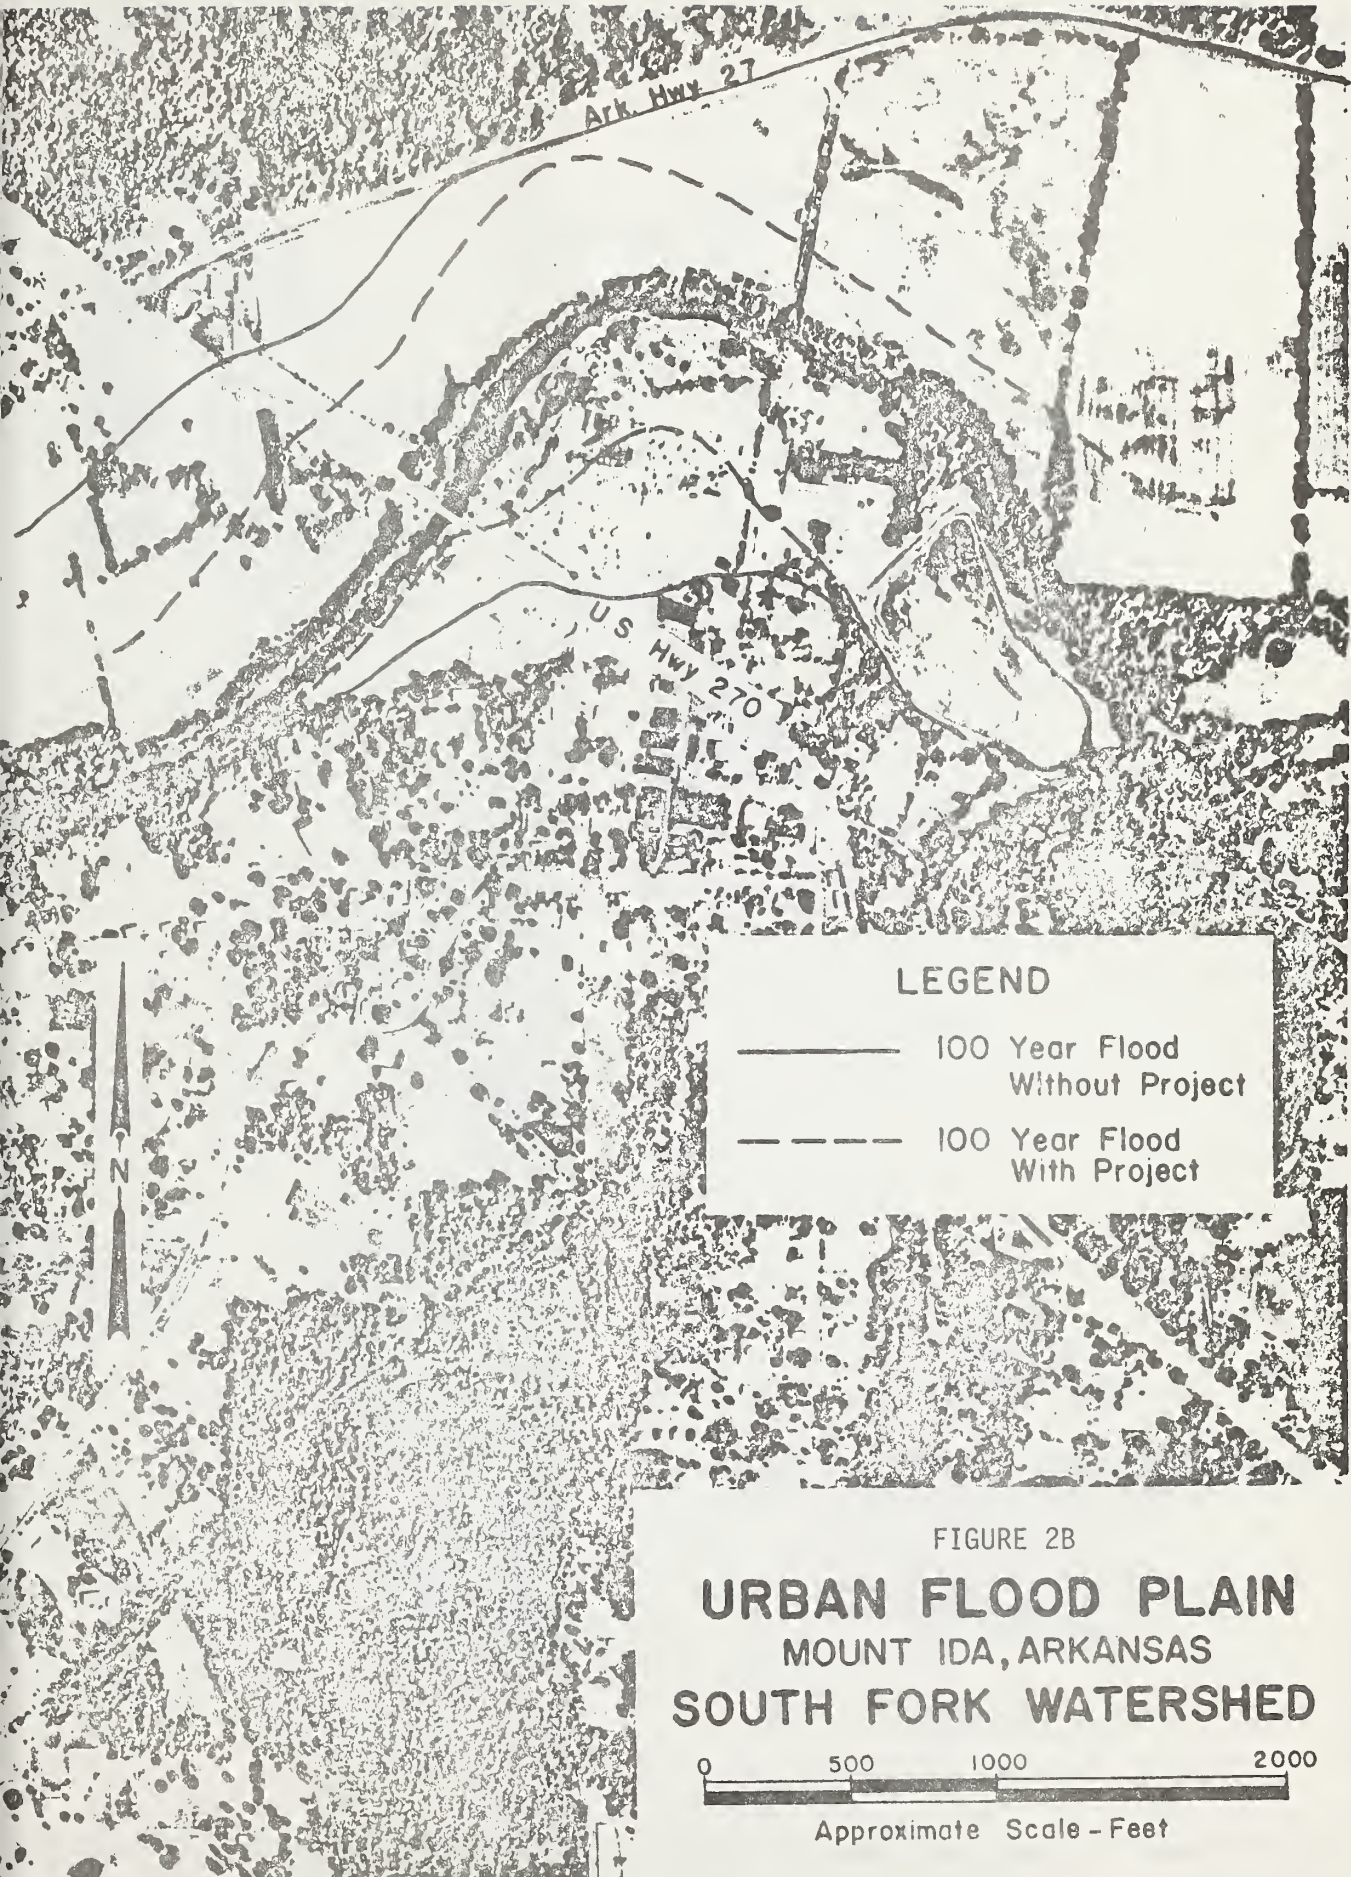 Ark. Hwy 27
US
Hwy 270
N
LEGEND
100 Year Flood
Without Project
100 Year Flood
With Project
FIGURE 2B
URBAN FLOOD PLAIN
MOUNT IDA, ARKANSAS
SOUTH FORK WATERSHED
0 500 1000 2000
Approximate Scale - Feet